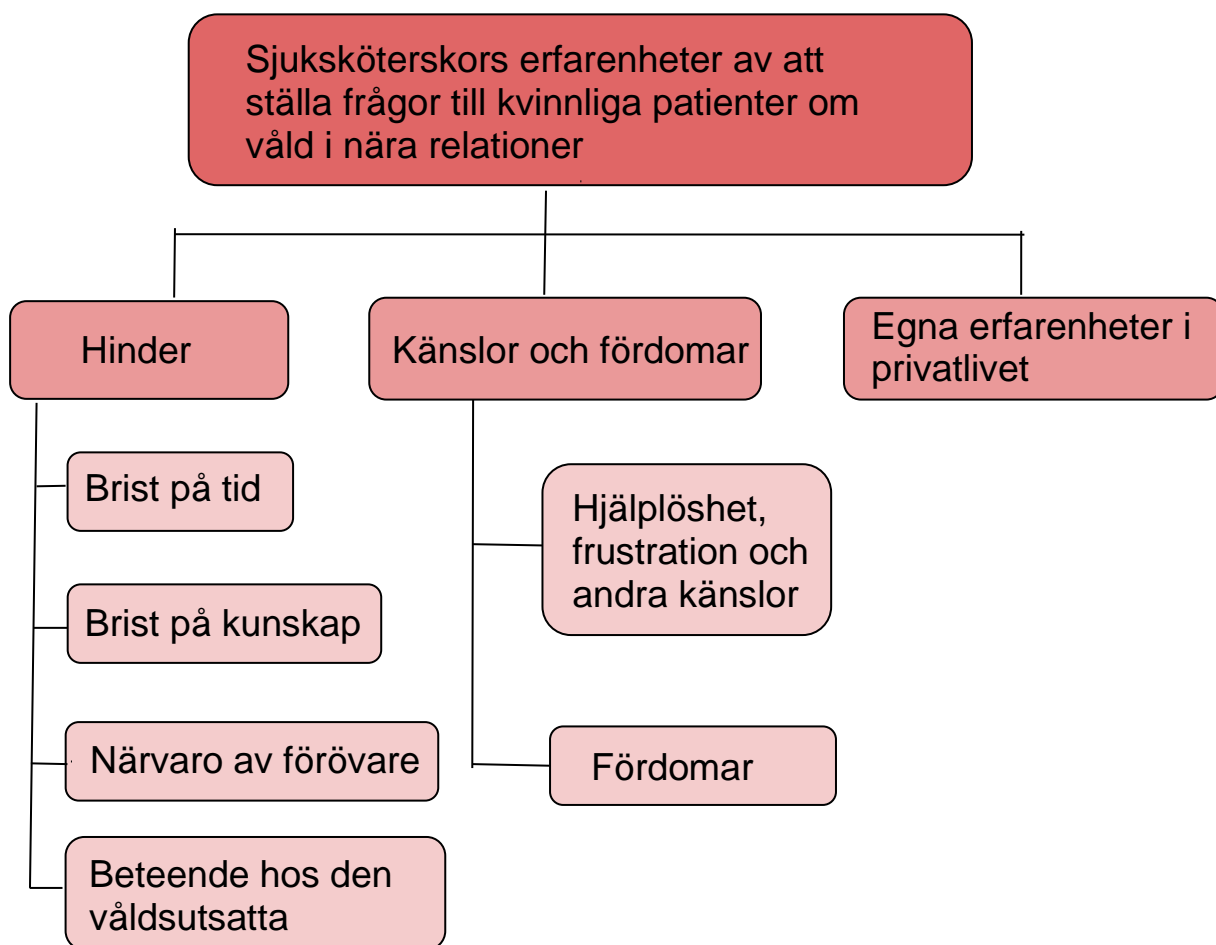 Sjuksköterskors erfarenheter av att
ställa frågor till kvinnliga patienter om
våld i nära relationer
Hinder
Känslor och fördomar
Egna erfarenheter i
privatlivet
Brist på tid
Brist på kunskap
Närvaro av förövare
Beteende hos den
våldsutsatta
Hjälplöshet,
frustration och
andra känslor
Fördomar